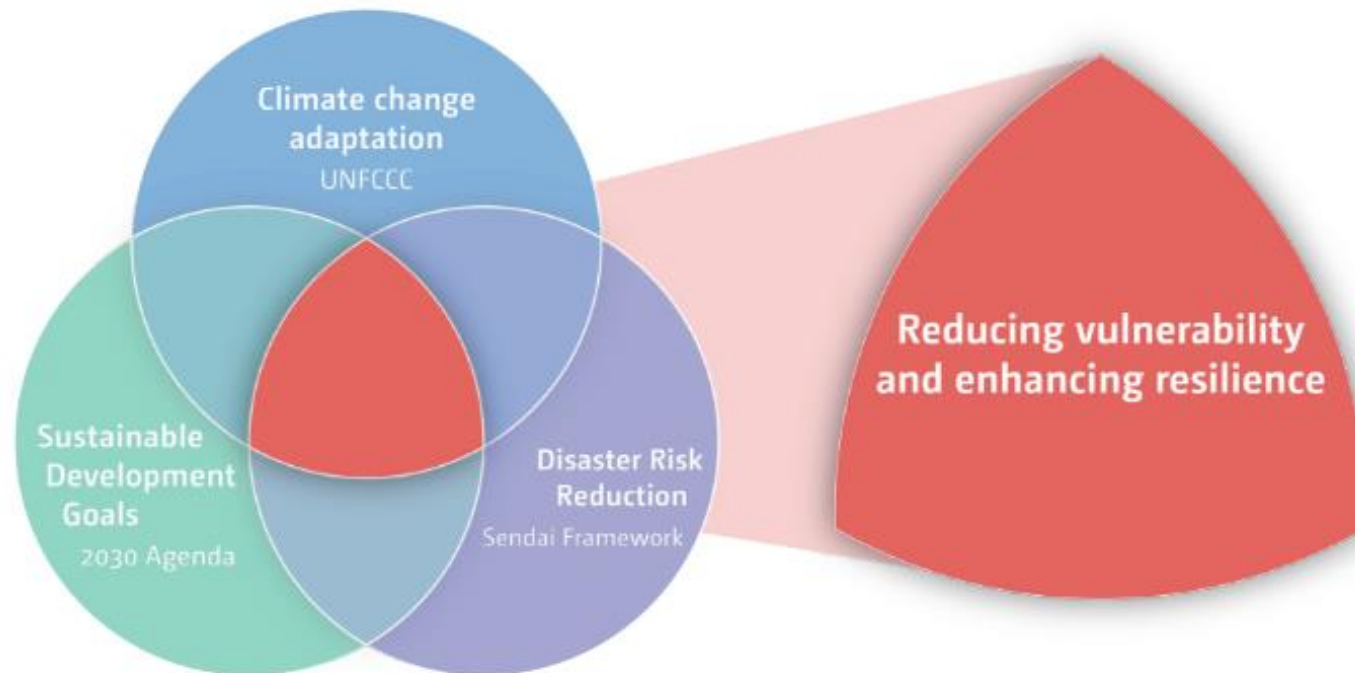 Climate change
adaptation
UNFCCC
Sustainable
Development
Goals
2030 Agenda
Disaster Risk
Reduction
Sendai Framework
Reducing vulnerability
and enhancing resilience